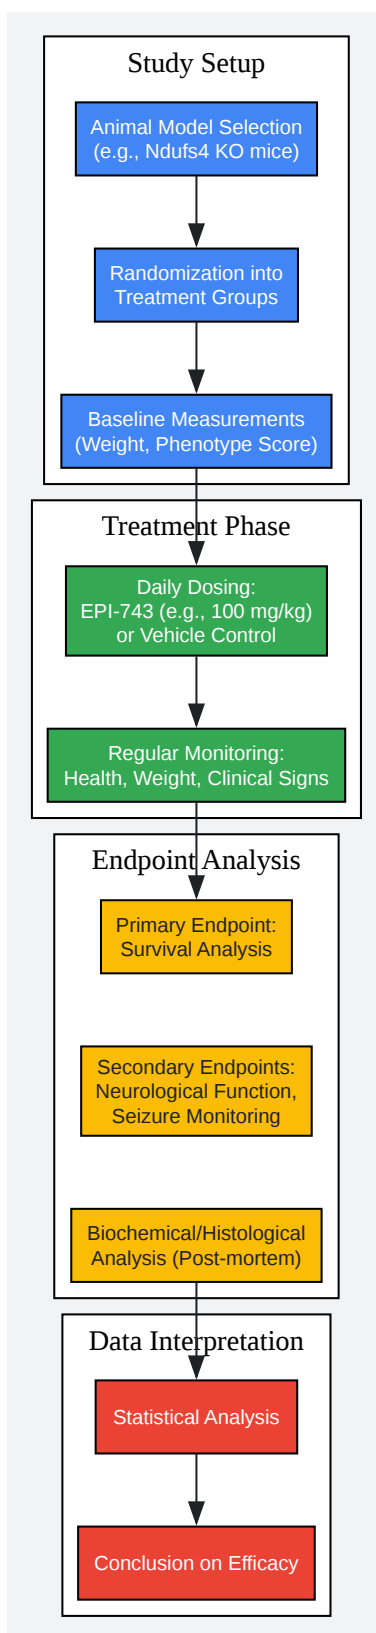 Study Setup
Animal Model Selection
(e.g., Ndufs4 KO mice)
Randomization into
Treatment Groups
Baseline Measurements
(Weight, Phenotype Score)
Treatment Phase
Daily Dosing:
EPI-743 (e.g., 100 mg/kg)
or Vehicle Control
Regular Monitoring:
Health, Weight, Clinical Signs
Endpoint Analysis
Primary Endpoint:
Survival Analysis
Secondary Endpoints:
Neurological Function,
Seizure Monitoring
Biochemical/Histological
Analysis (Post-mortem)
Data Interpretation
Statistical Analysis
Conclusion on Efficacy